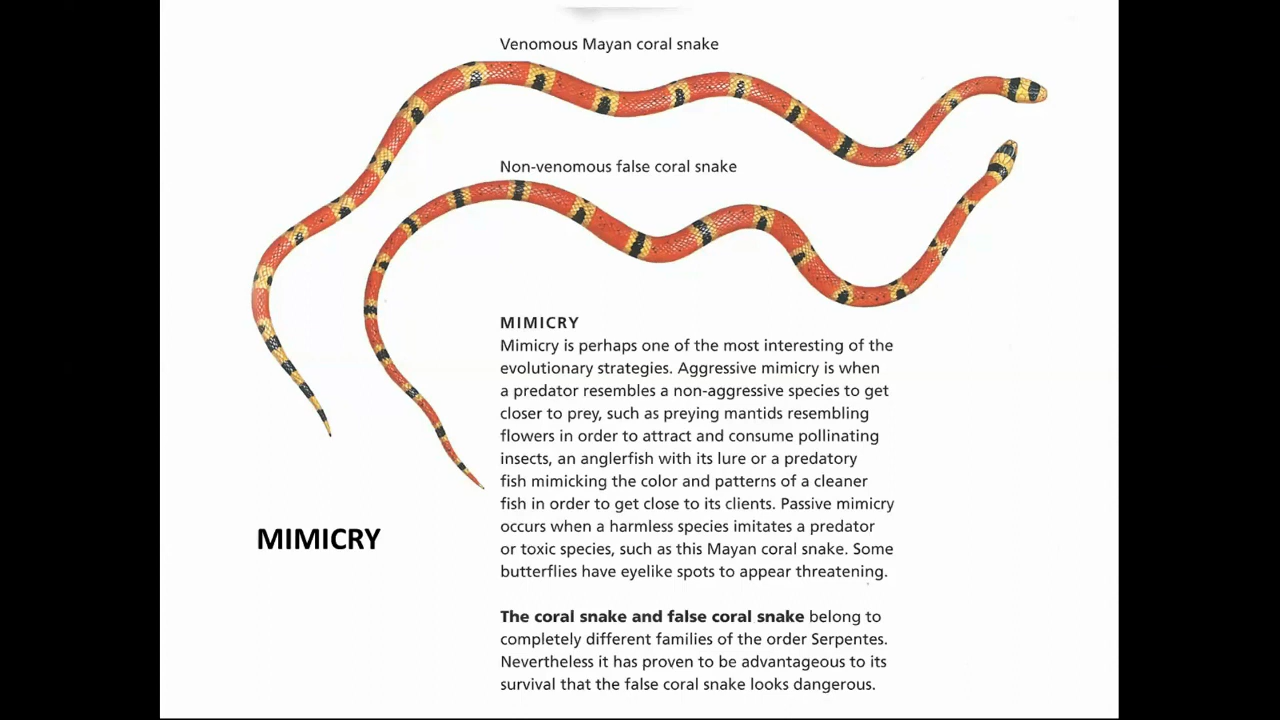 Venomous Mayan coral snake
Non-venomous false coral snake
MIMICRY
Mimicry is perhaps one of the most interesting of the
evolutionary strategies. Aggressive mimicry is when
a predator resembles a non-aggressive species to get
closer to prey, such as preying mantids resembling
flowers in order to attract and consume pollinating
insects, an anglerfish with its lure or a predatory
fish mimicking the color and patterns of a cleaner
fish in order to get close to its clients. Passive mimicry
occurs when a harmless species imitates a predator
or toxic species, such as this Mayan coral snake. Some
butterflies have eyelike spots to appear threatening.
The coral snake and false coral snake belong to
completely different families of the order Serpentes.
Nevertheless it has proven to be advantageous to its
survival that the false coral snake looks dangerous.
MIMICRY